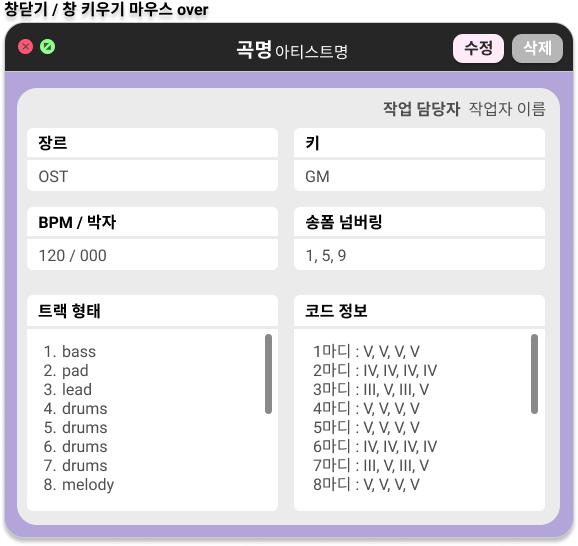 창닫기 / 창 키우기 마우스 over
곡명 아티스트명
수정
삭제
작업 담당자 작업자 이름
장르
OST
키
GM
BPM / 박자
120 / 000
송폼 넘버링
1, 5, 9
트랙 형태
1. bass
2. pad
3. lead
4. drums
5. drums
6. drums
7. drums
8. melody
코드 정보
1마디 : V, V, V, V
2마디 : IV, IV, IV, IV
3마디 : III, V, III, V
4마디 : V, V, V, V
5마디 : V, V, V, V
6마디 : IV, IV, IV, IV
7마디 : III, V, III, V
8마디 : V, V, V, V